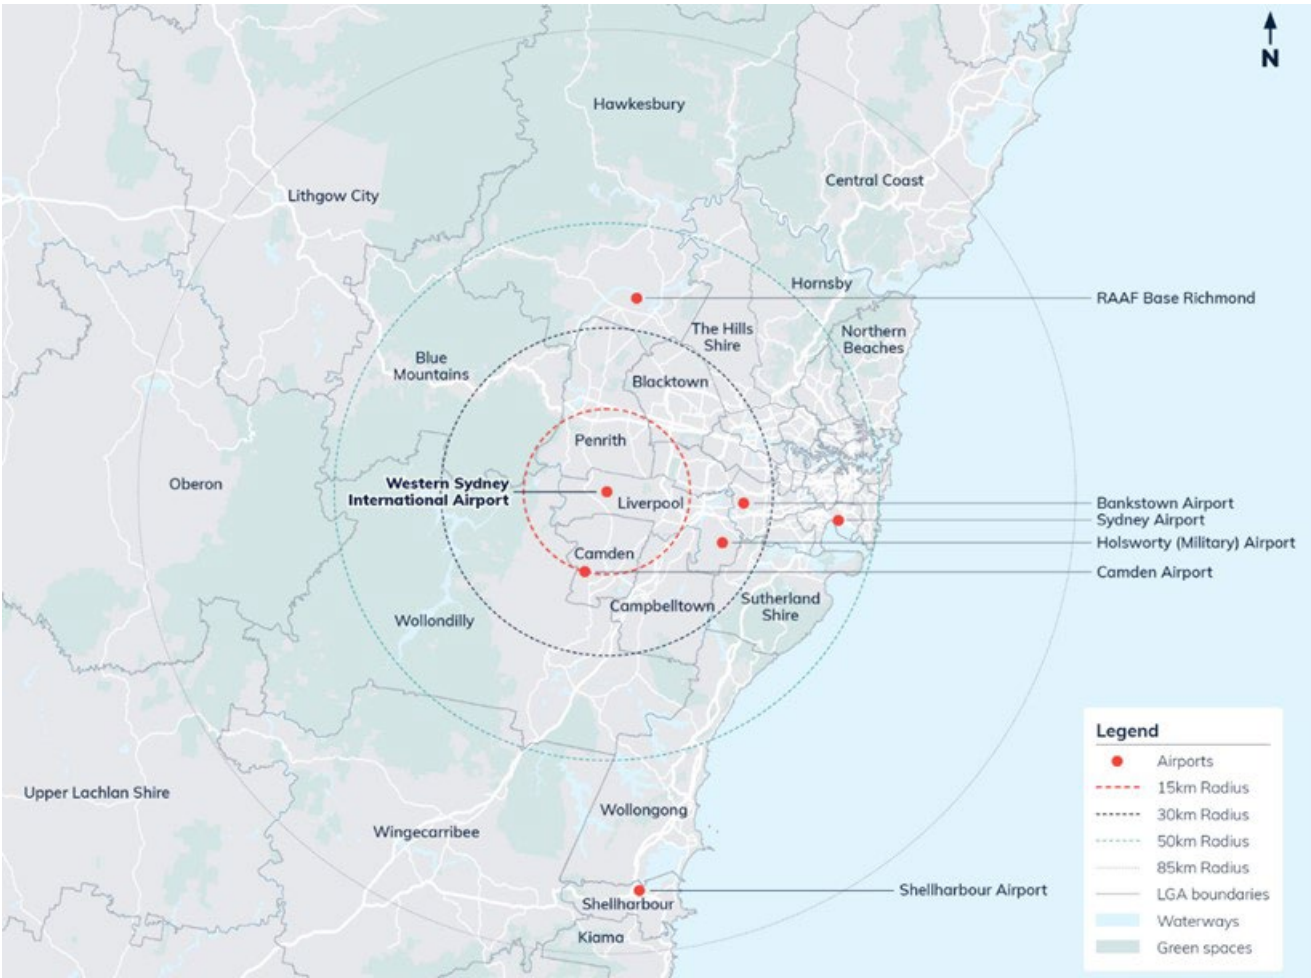 N
Hawkesbury
Central Coast
Lithgow City
Hornsby
RAAF Base Richmond
The Hills
Shire
Northern
Beaches
Blue
Mountains
Blacktown
Penrith
Oberon
Western Sydney
International Airport
Liverpool
Bankstown Airport
Sydney Airport
Holsworty (Military) Airport
Camden
Camden Airport
Campbelltown
Sutherland
Shire
Wollondilly
Upper Lachlan Shire
Wollongong
Wingecarribee
Shellharbour Airport
Shellharbour
Kiama
Legend
Airports
15km Radius
30km Radius
50km Radius
85km Radius
LGA boundaries
Waterways
Green spaces